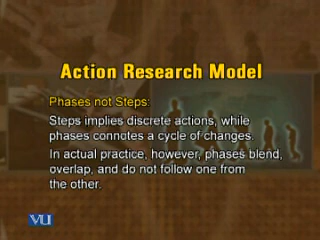 Action Research Model
Phases not Steps:
Steps implies discrete actions, while
phases connotes a cycle of changes.
In actual practice, however, phases blend,
overlap, and do not follow one from
the other.
VU